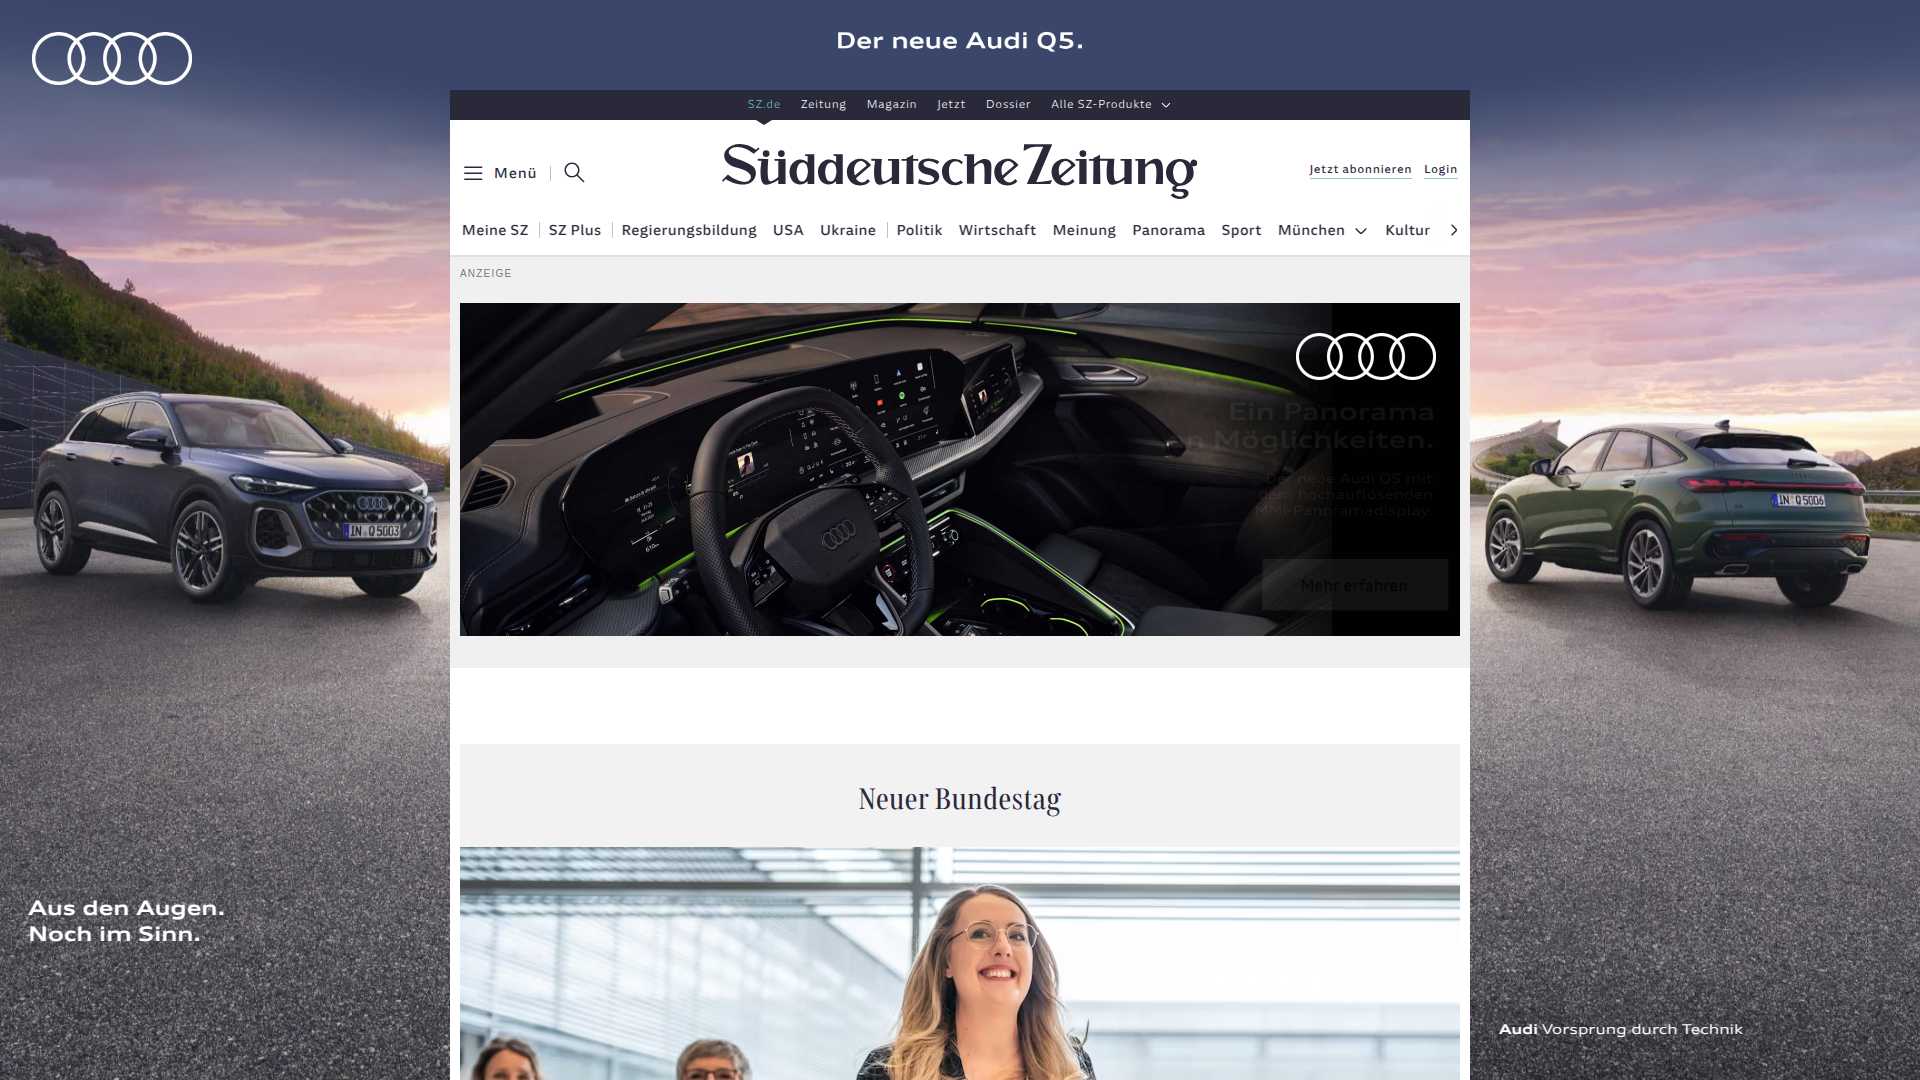 Der neue Audi Q5.
SZ.de Zeitung Magazin Jetzt Dossier Alle SZ-Produkte
Menü
Süddeutsche Zeitung
Jetzt abonnieren Login
Meine SZ SZ Plus Regierungsbildung USA Ukraine Politik Wirtschaft Meinung Panorama Sport München Kultur
ANZEIGE
Ein Panorama
n Möglichkeiten.
Der neue Audi Q5 mit
dem hochauflösenden
MMI-Panoramadisplay.
Mehr erfahren
IN Q 5003
IN Q 5006
Neuer Bundestag
Aus den Augen.
Noch im Sinn.
Audi Vorsprung durch Technik